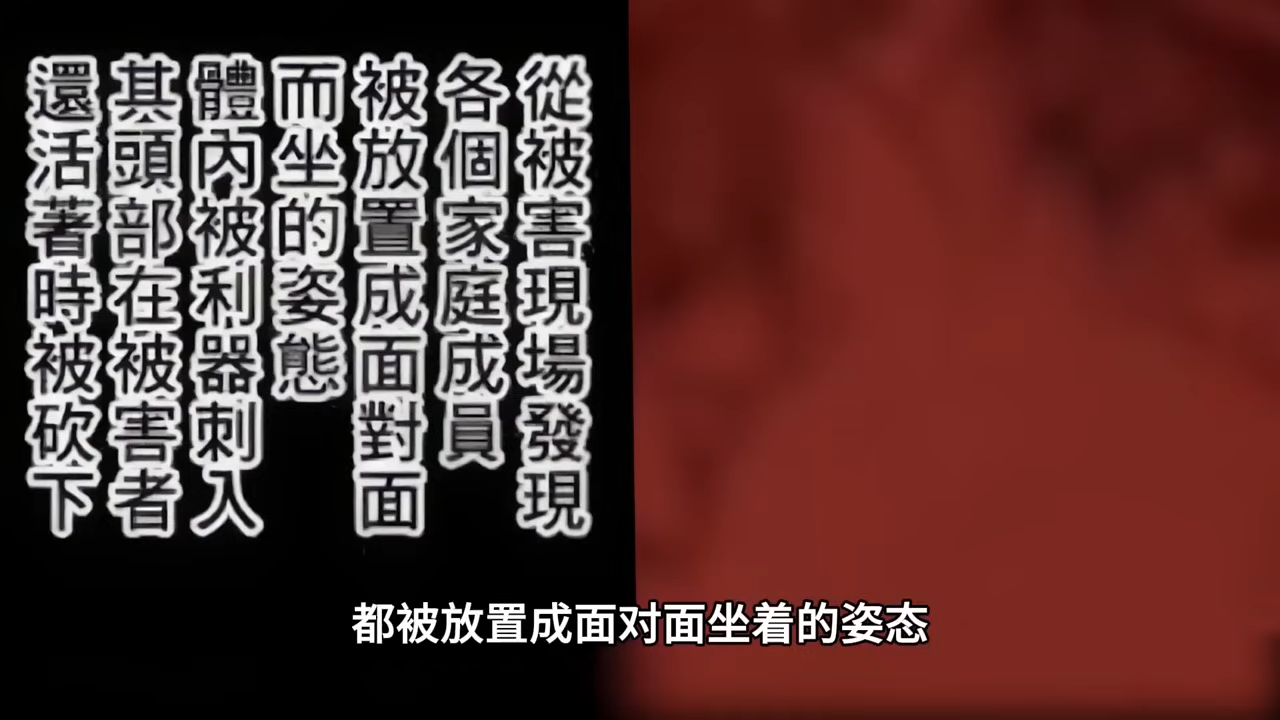 從被害現場發現
各個家庭成員
被放置成面對面
而坐的姿態
體內被利器刺入
其頭部在被害者
還活著時被砍下
都被放置成面对面坐着的姿态